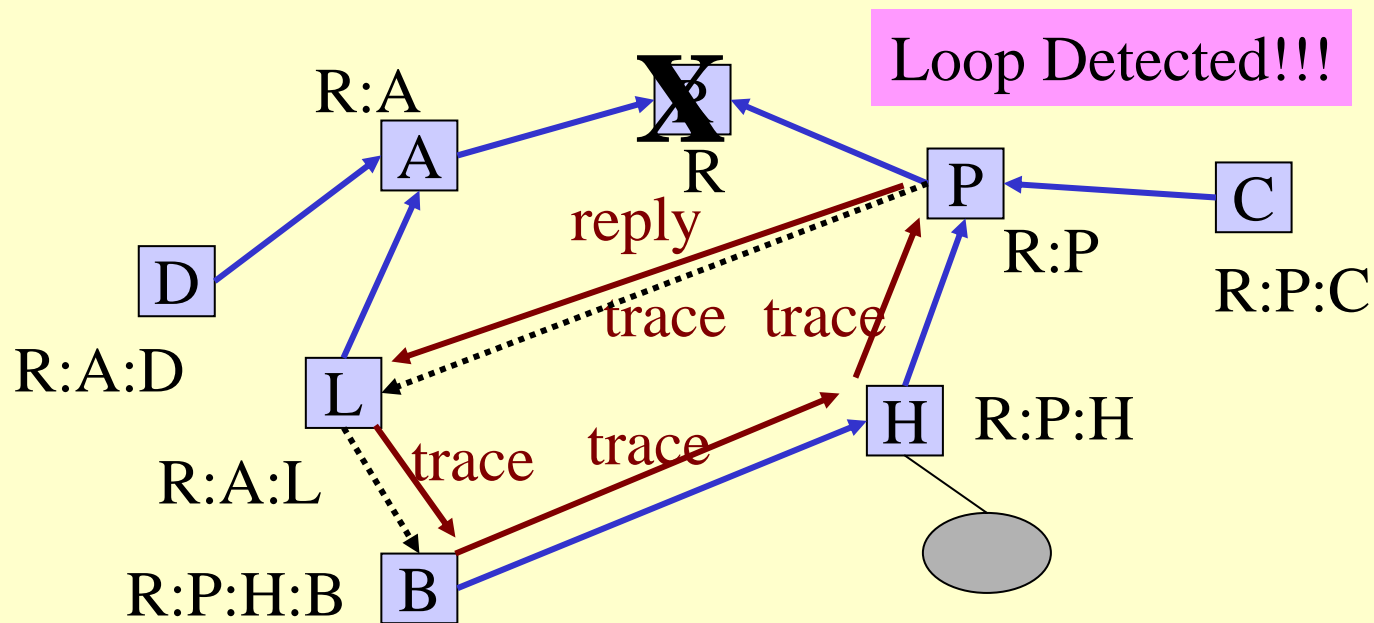 Loop Detected!!!
R:A
X
R
A
P
C
reply
R:P
D
R:P:C
trace
trace
R:A:D
L
H
R:P:H
trace
trace
R:A:L
R:P:H:B
B